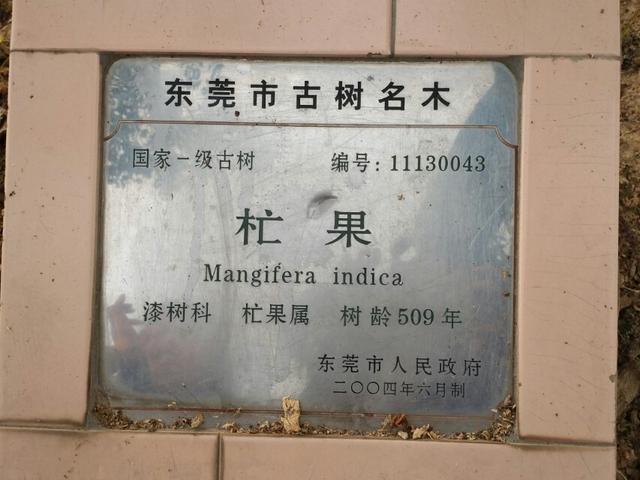 东莞市古树名木
国家一级古树 编号: 11130043
杧 果
Mangifera indica
漆树科 杧果属 树龄509年
东莞市人民政府
二〇〇四年六月制